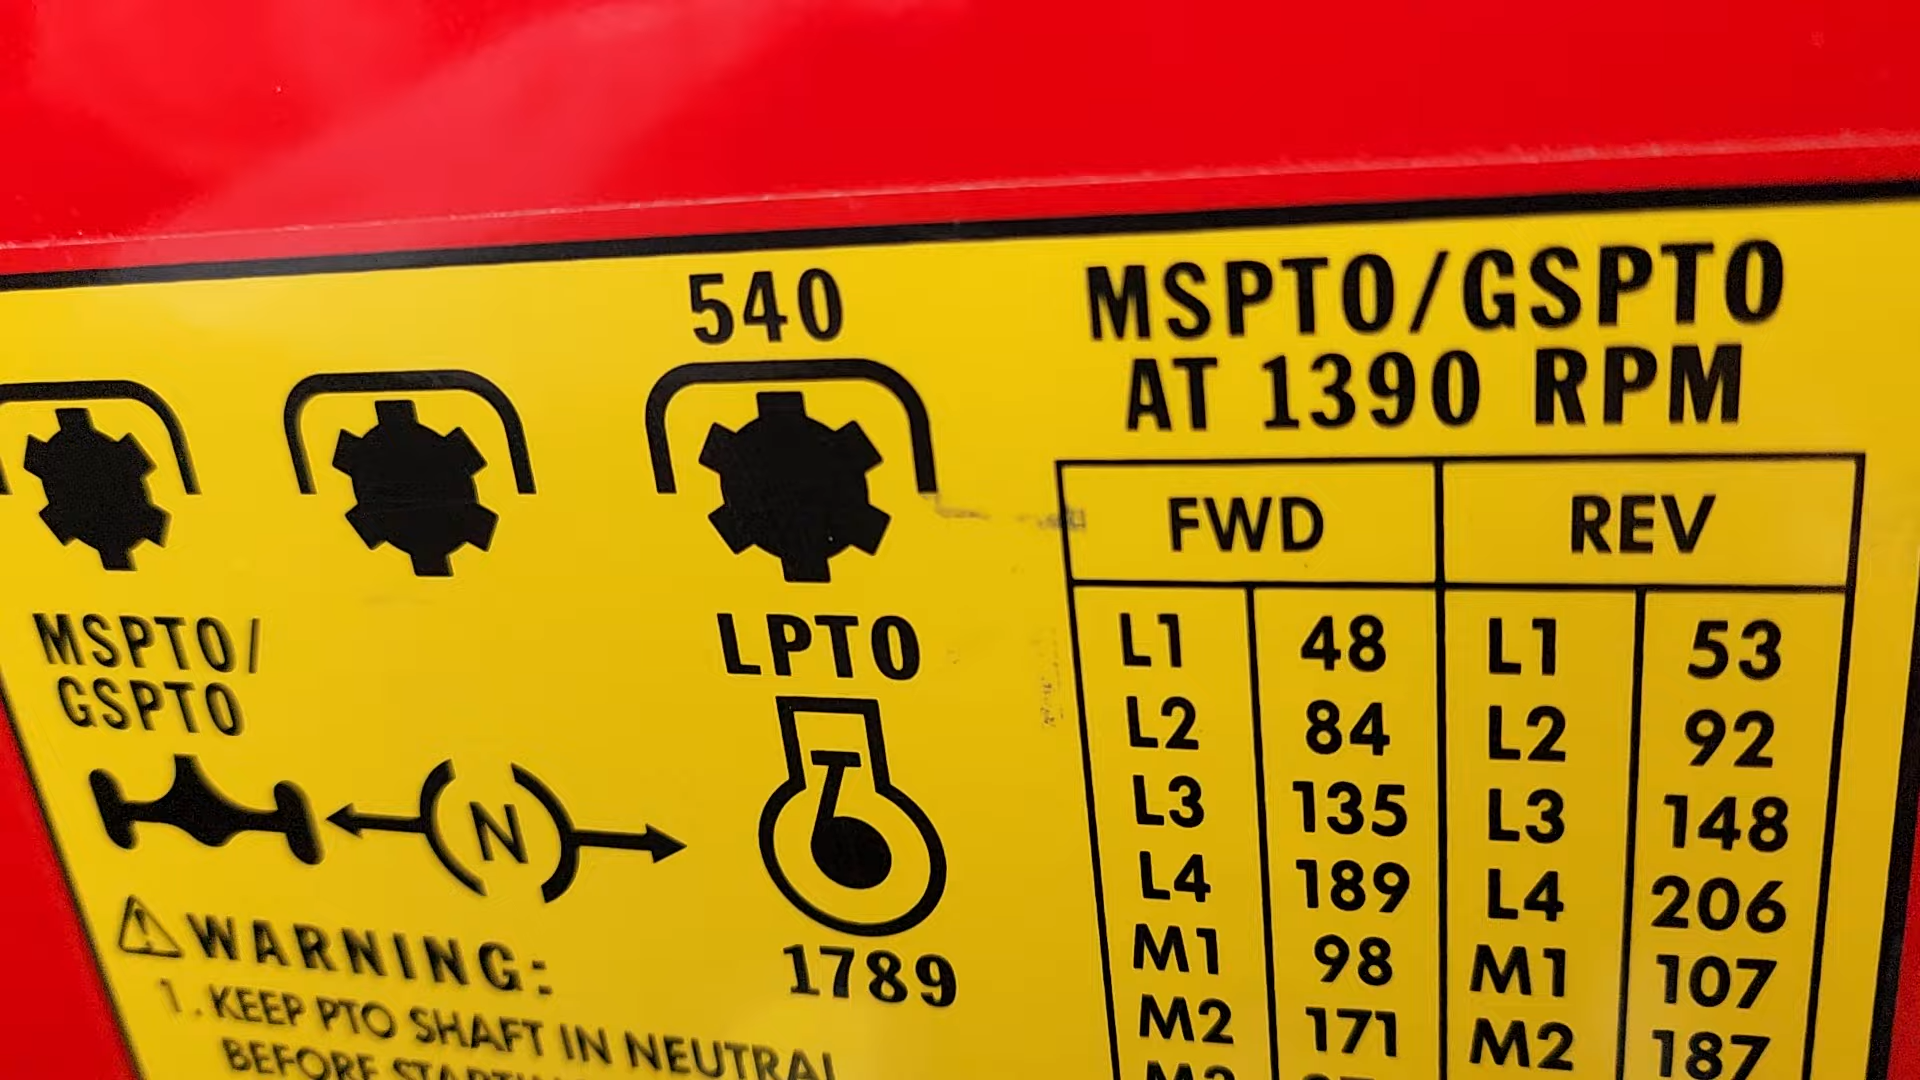 540
MSPTO/
GSPTO
LPTO
N
1789
WARNING:
1. KEEP PTO SHAFT IN NEUTRAL
BEFORE
MSPTO/GSPTO
AT 1390 RPM
FWD REV
L1 48 L1 53
L2 84 L2 92
L3 135 L3 148
L4 189 L4 206
M1 98 M1 107
M2 171 M2 187